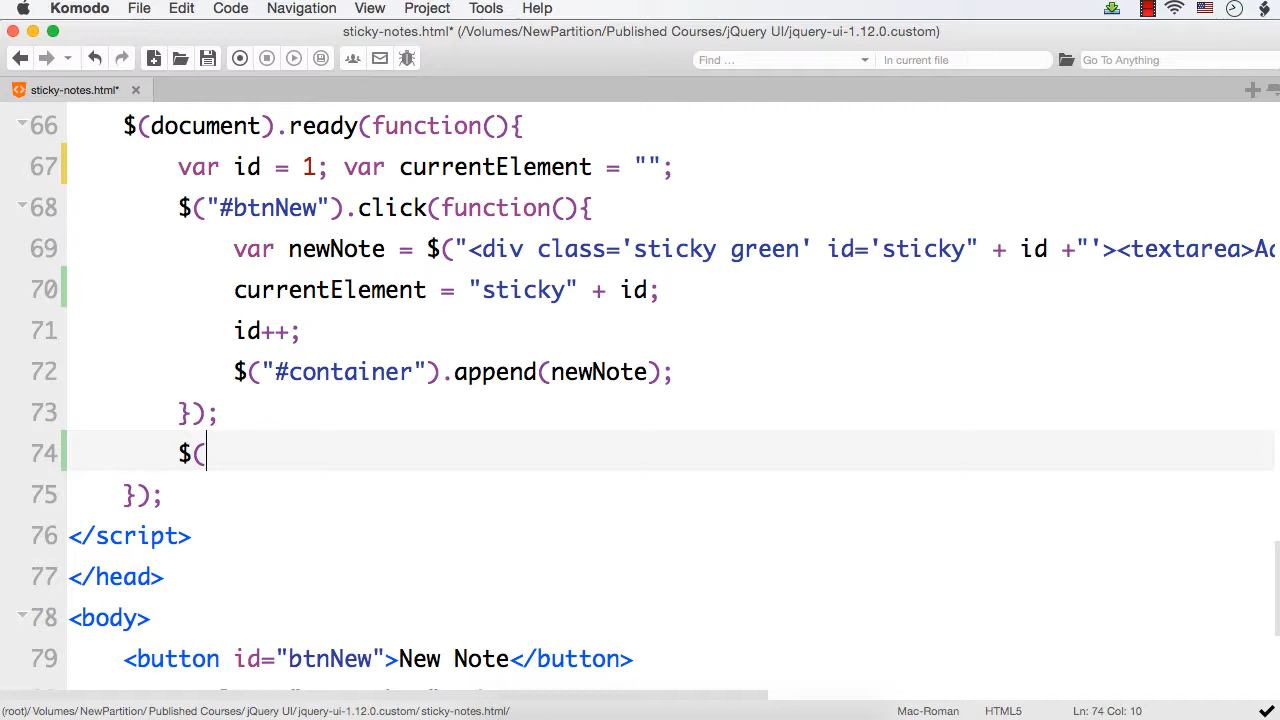 Komodo File Edit Code Navigation View Project Tools Help
sticky-notes.html* (/Volumes/NewPartition/Published Courses/jQuery UI/jquery-ui-1.12.0.custom)
Find ... In current file Go To Anything
sticky-notes.html*
66 $(document).ready(function(){
67 var id = 1; var currentElement = "";
68 $("#btnNew").click(function(){
69 var newNote = $("<div class='sticky green' id='sticky" + id +"'><textarea>Ad
70 currentElement = "sticky" + id;
71 id++;
72 $("#container").append(newNote);
73 });
74 $(
75 });
76 </script>
77 </head>
78 <body>
79 <button id="btnNew">New Note</button>
(root)/ Volumes/ NewPartition/ Published Courses/ jQuery UI/ jquery-ui-1.12.0.custom/ sticky-notes.html/ Mac-Roman HTML5 Ln: 74 Col: 10